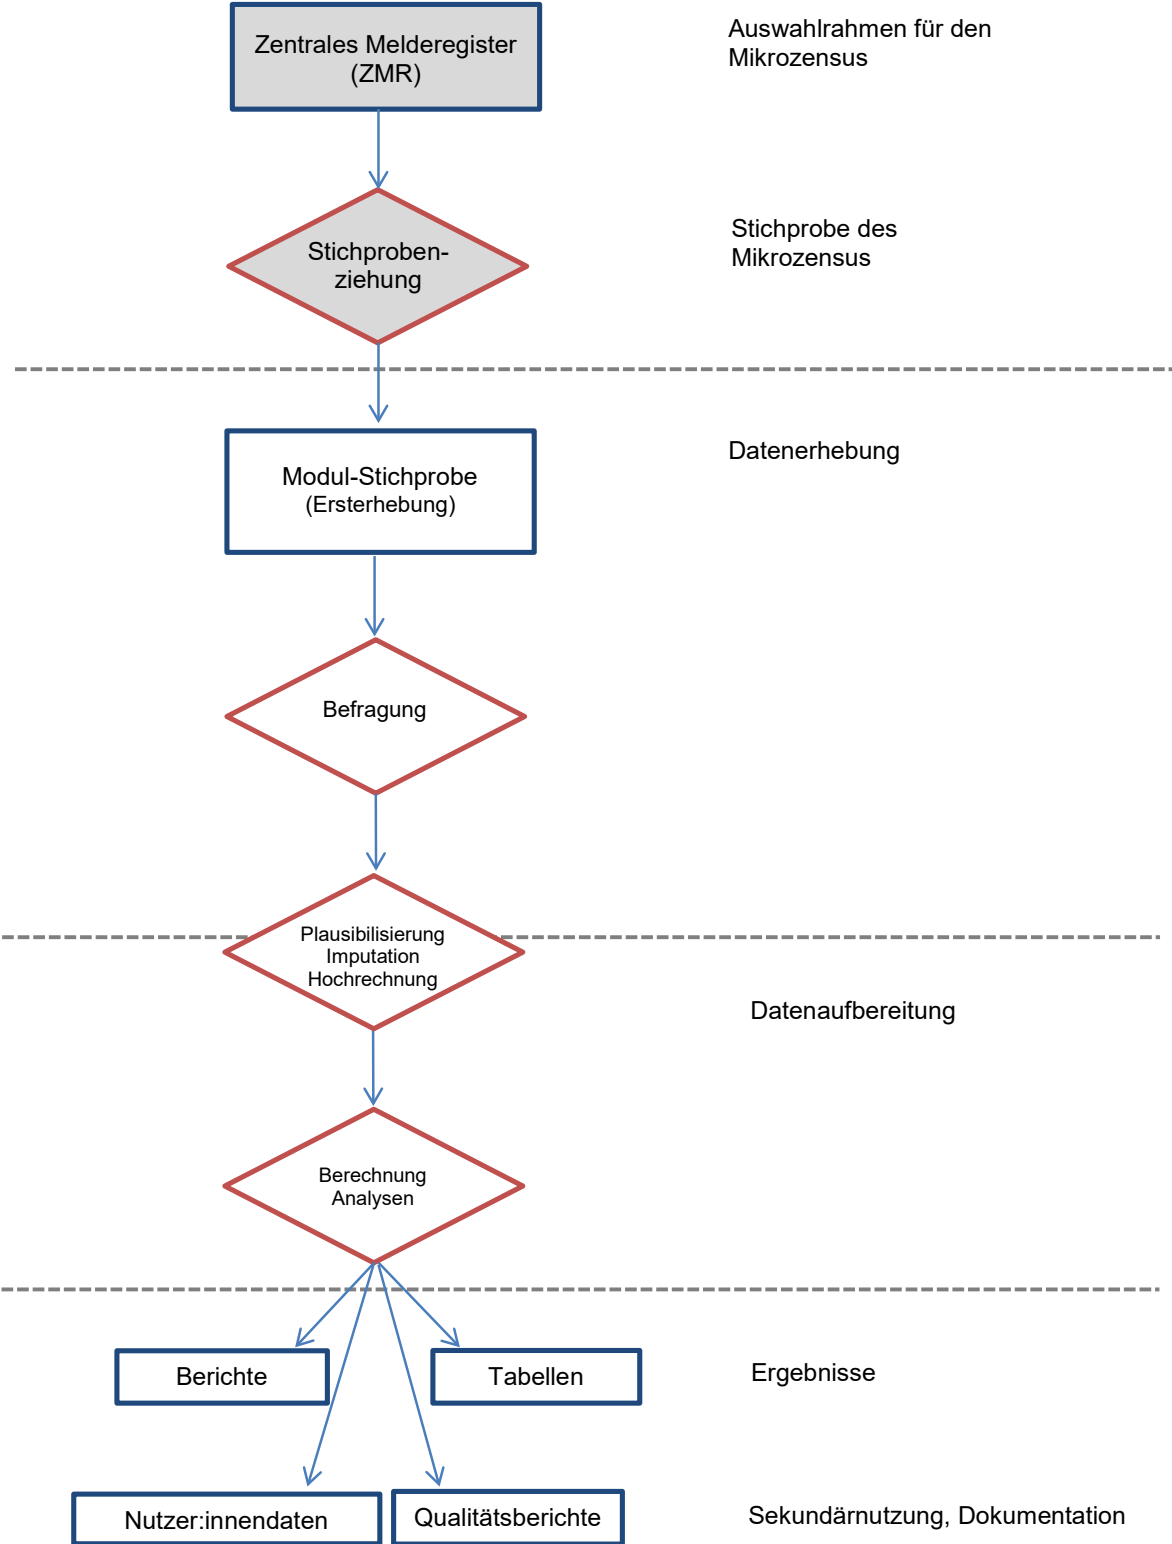 Zentrales Melderegister
(ZMR)
Auswahlrahmen für den
Mikrozensus
Stichproben-
ziehung
Stichprobe des
Mikrozensus
Modul-Stichprobe
(Ersterhebung)
Datenerhebung
Befragung
Plausibilisierung
Imputation
Hochrechnung
Datenaufbereitung
Berechnung
Analysen
Berichte
Tabellen
Ergebnisse
Nutzer:innendaten
Qualitätsberichte
Sekundärnutzung, Dokumentation